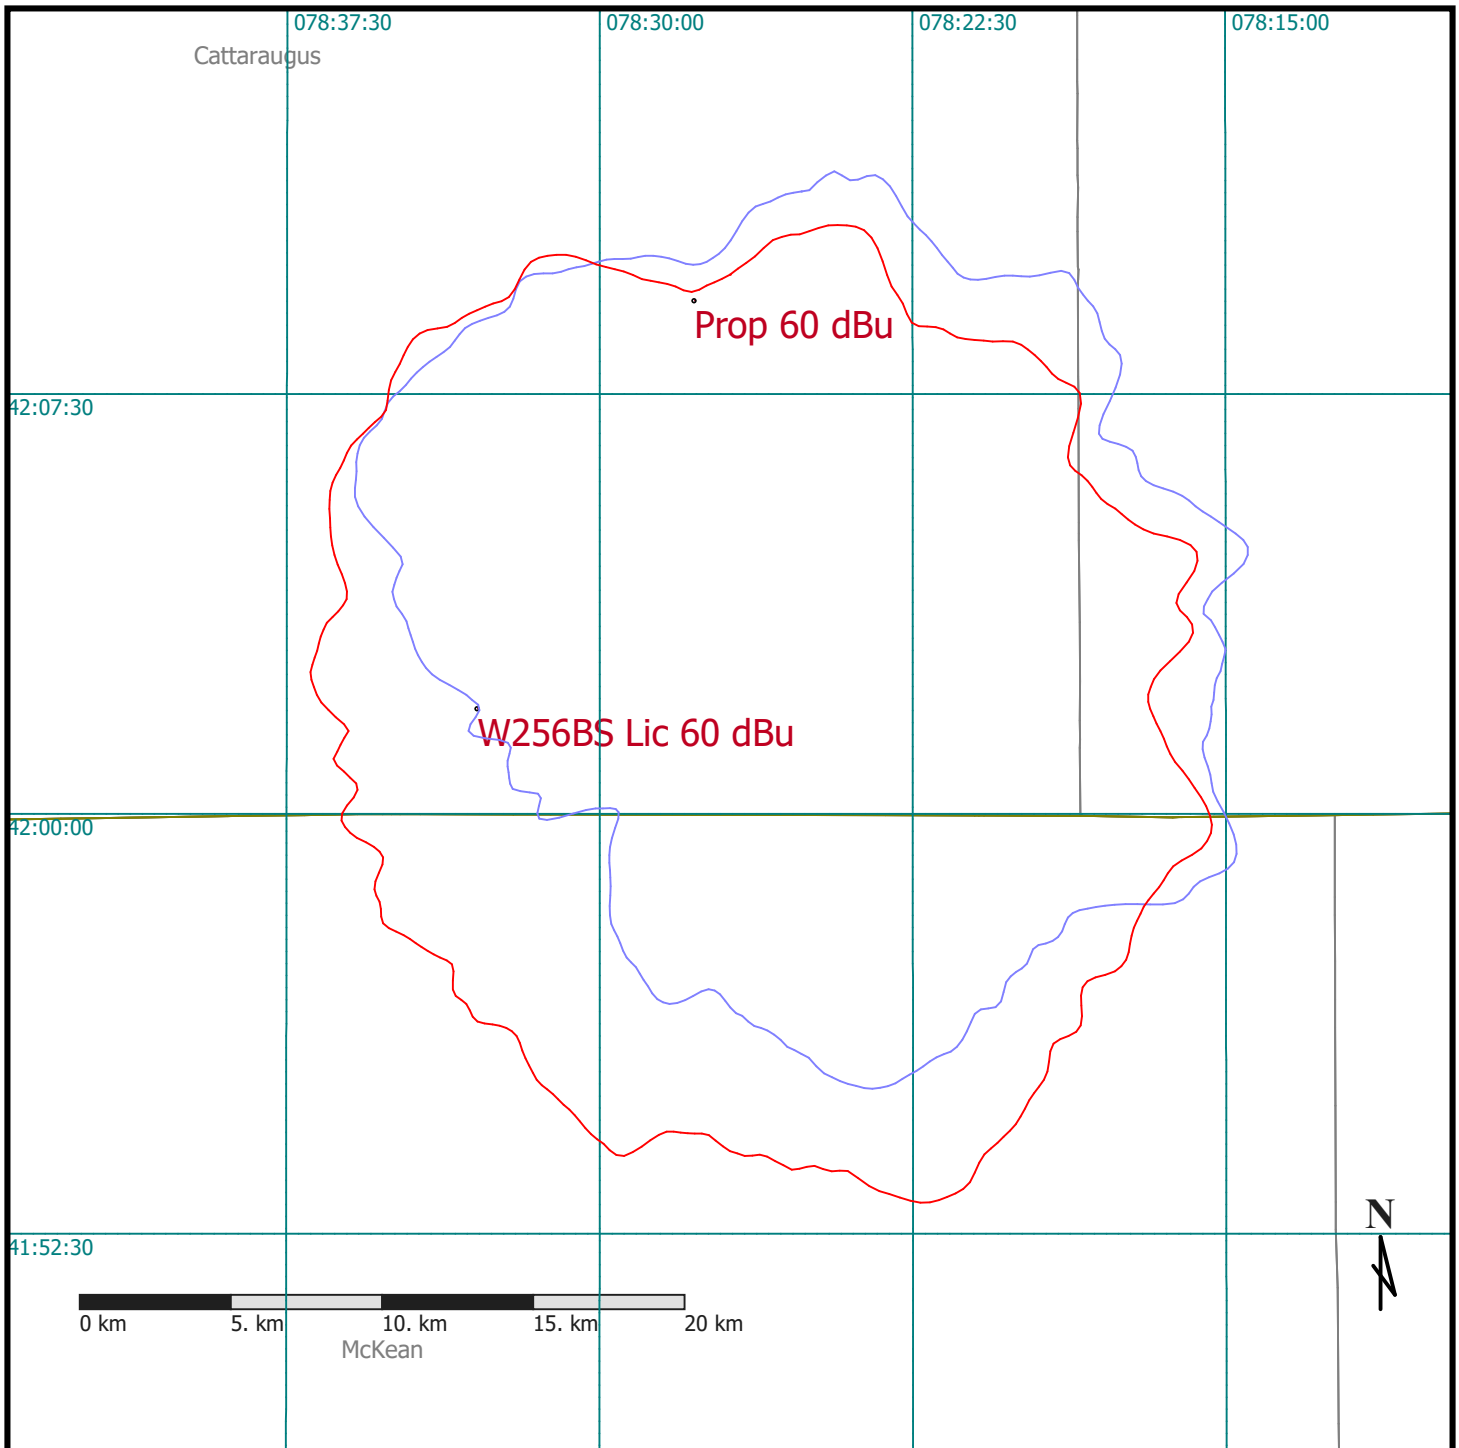 078:37:30
078:30:00
078:22:30
078:15:00
Cattaraugus
Prop 60 dBu
42:07:30
W256BS Lic 60 dBu
42:00:00
N
41:52:30
0 km
5. km
10. km
15. km
20 km
McKean